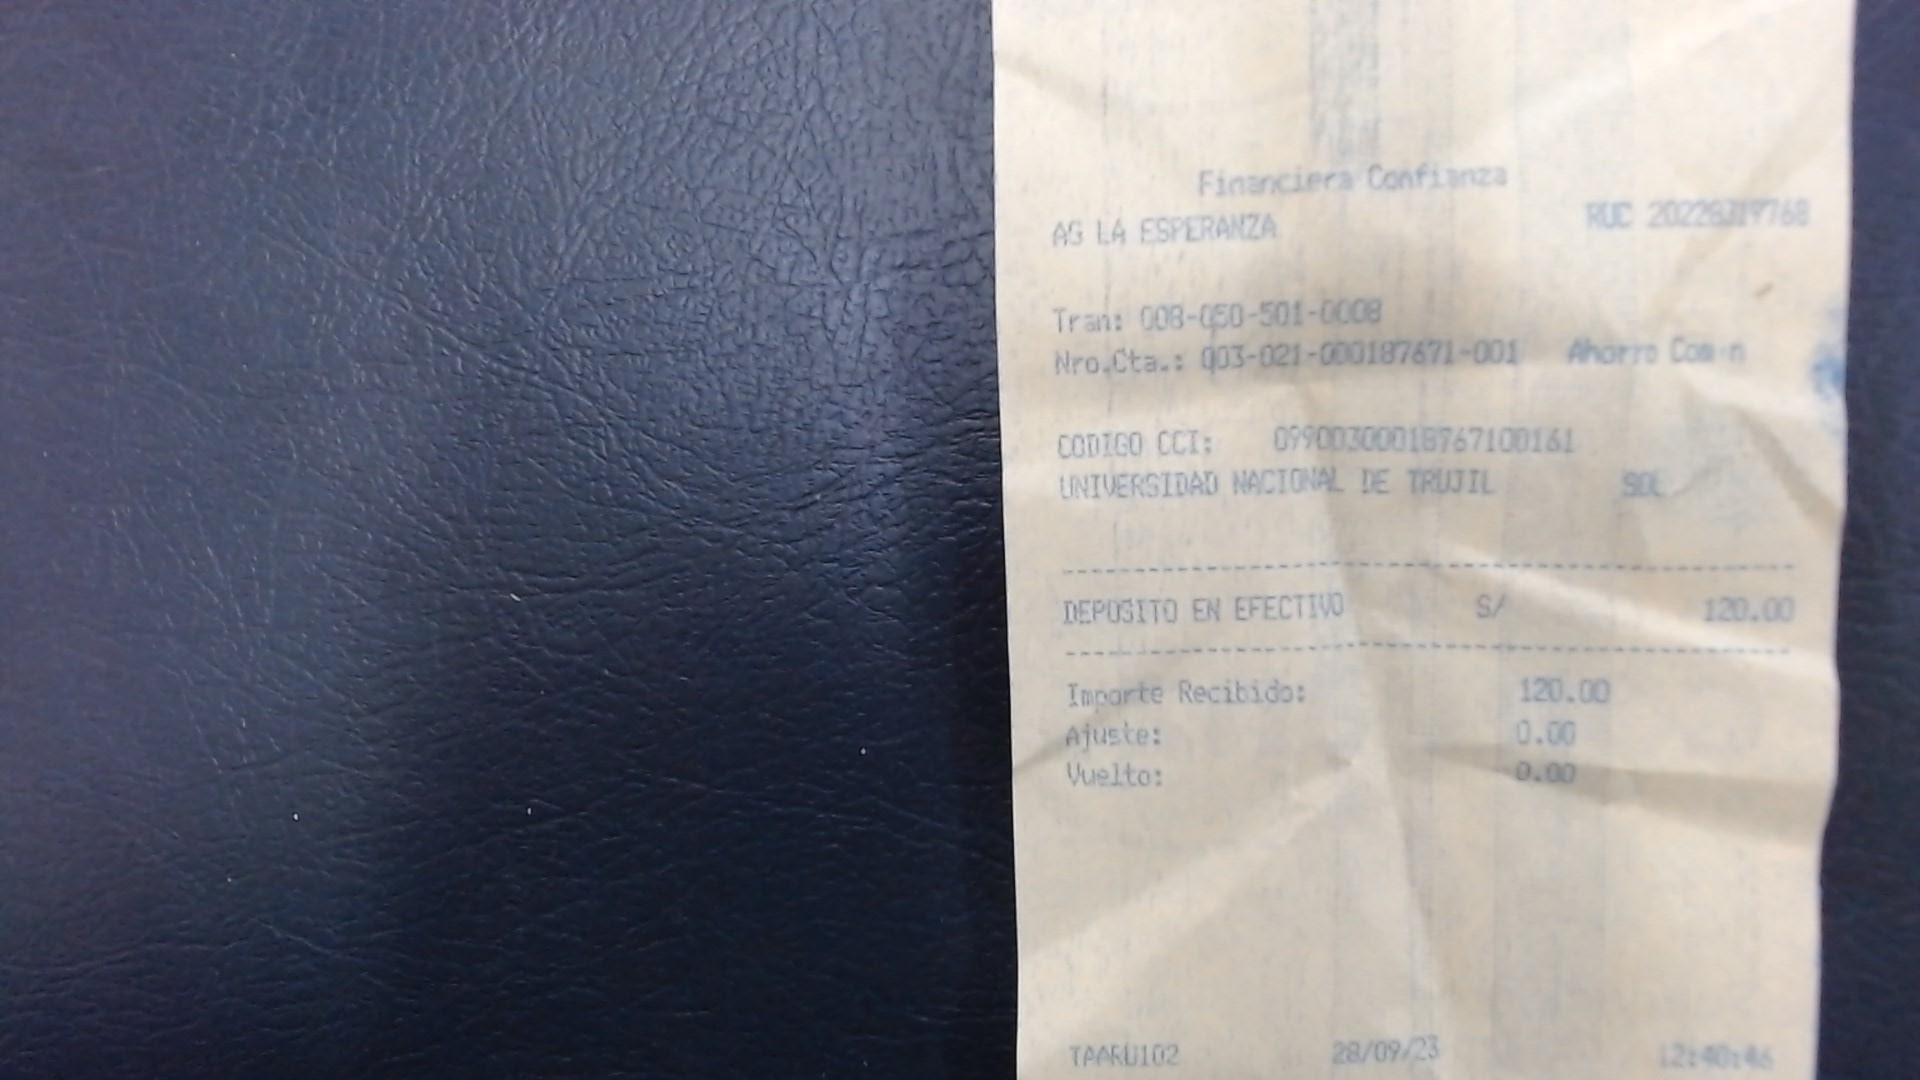 Financiera Confianza
AG LA ESPERANZA RUC
Tran: 008-050-501-0008
Nro.Cta.: 003-021-000187671-001 Ahorro
CODIGO CCI: 09900300018767100161
UNIVERSIDAD NACIONAL DE TRUJIL SOL
DEPOSITO EN EFECTIVO S/ 120.00
Importe Recibido: 120.00
Ajuste: 0.00
Vuelto: 0.00
TAARU102 28/09/23 12:40:46